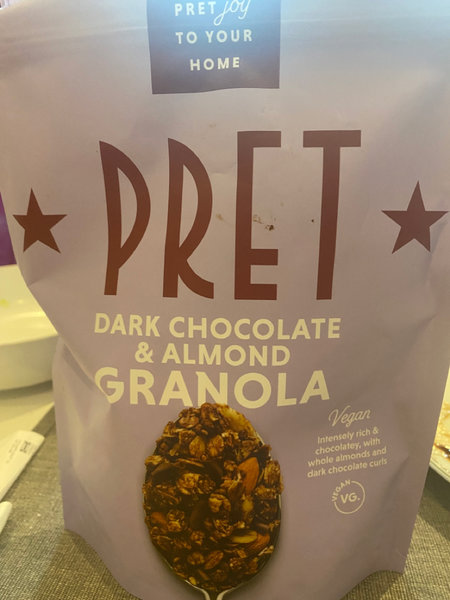 PRET joy
TO YOUR
HOME
PRET
DARK CHOCOLATE
& ALMOND
GRANOLA
Vegan
Intensely rich &
chocolatey, with
whole almonds and
dark chocolate curls
VEGAN
VG.